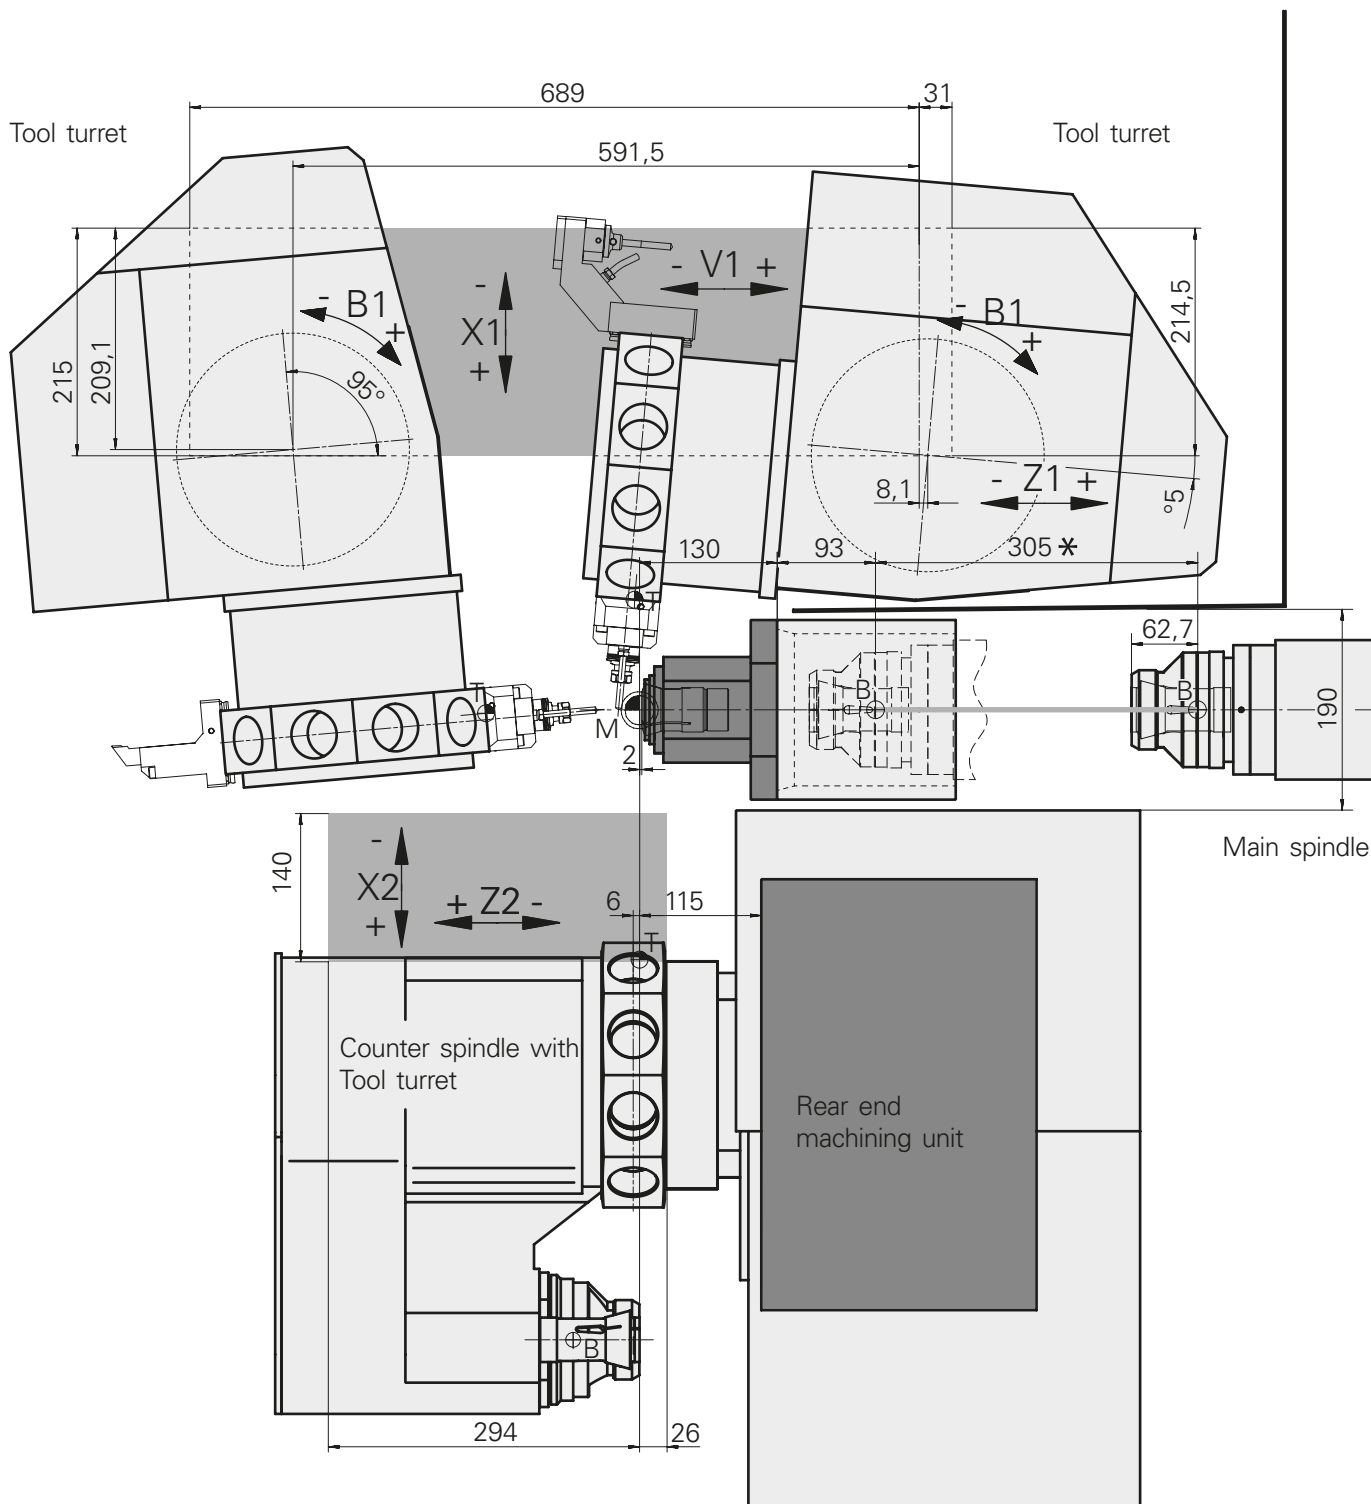 689
31
Tool turret
Tool turret
591,5
- V1 +
-
X1
+
- B1 +
- B1 +
215
209,1
95°
214,5
- Z1 +
8,1
5°
130
93
305 *
T
62,7
T
B
B
M
2
190
Main spindle
140
-
X2
+
+ Z2 -
6
115
T
Counter spindle with
Tool turret
Rear end
machining unit
B
294
26